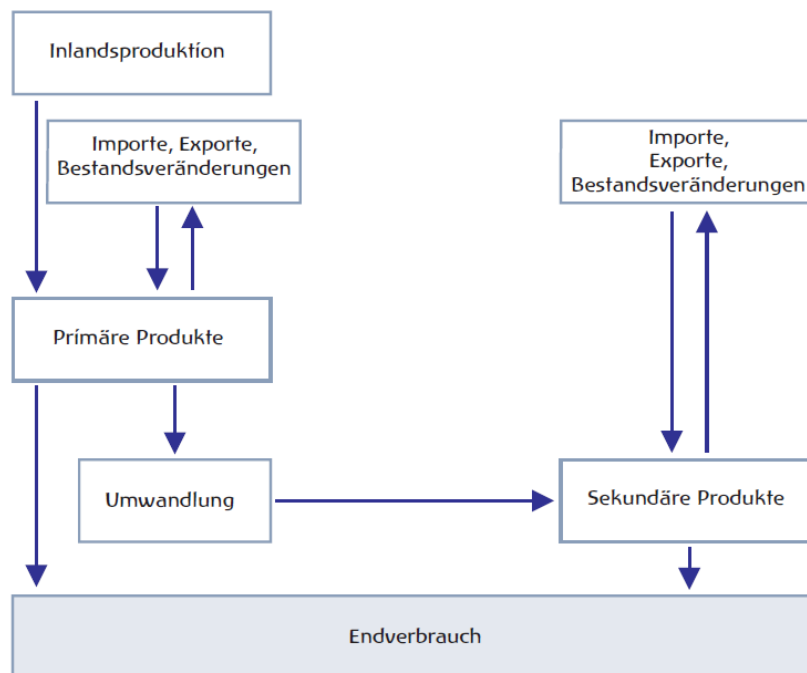 Inlandsproduktion
Importe, Exporte,
Bestandsveränderungen
Importe,
Exporte,
Bestandsveränderungen
Primäre Produkte
Umwandlung
Sekundäre Produkte
Endverbrauch